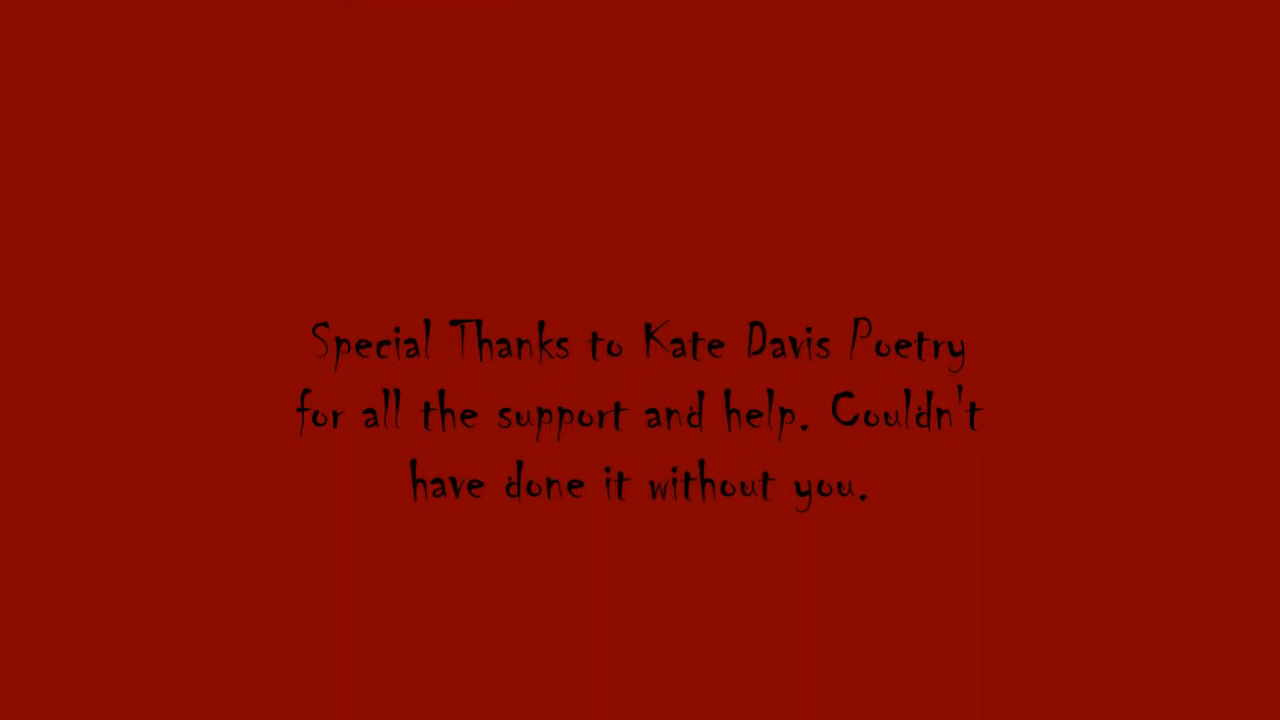 Special Thanks to Kate Davis Poetry
for all the support and help. Couldn't
have done it without you.